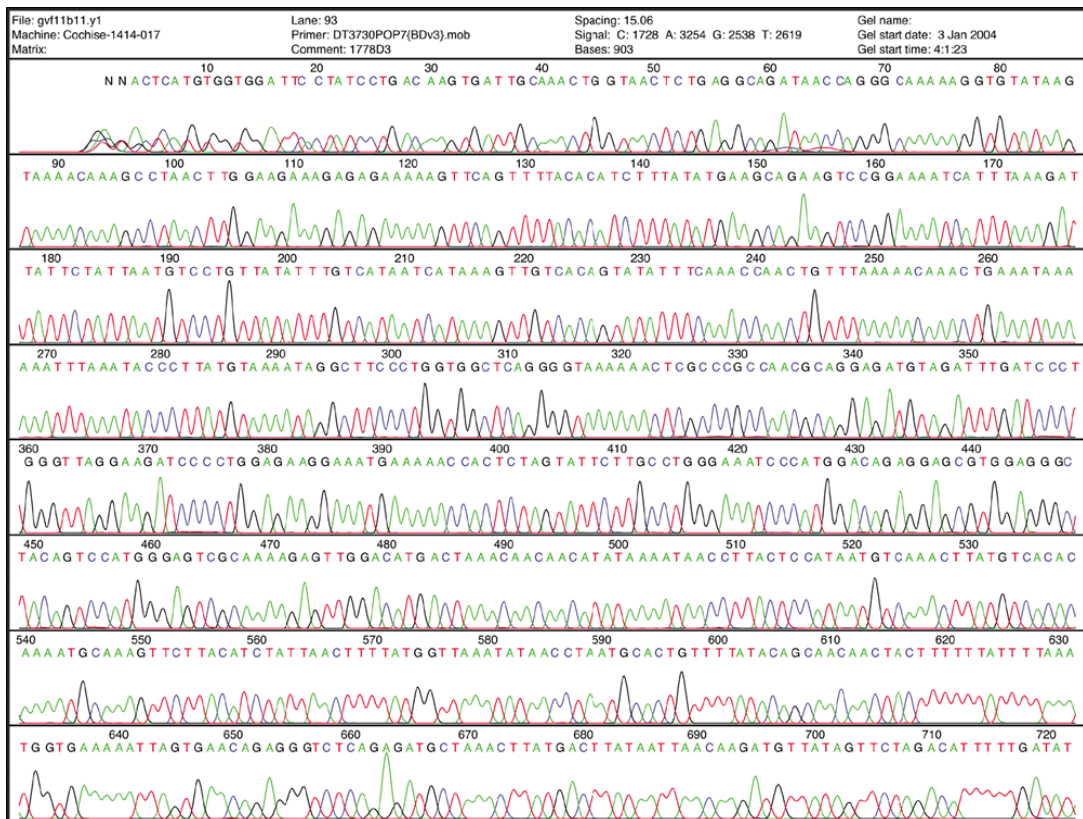 File: gvf11b11.y1 Lane: 93 Spacing: 15.06 Gel name:
Machine: Cochise-1414-017 Primer: DT3730POP7{BDv3}.mob Signal: C: 1728 A: 3254 G: 2538 T: 2619 Gel start date: 3 Jan 2004
Matrix: Comment: 1778D3 Bases: 903 Gel start time: 4:1:23
10 20 30 40 50 60 70 80
NNACTCATGTGGTGGATTCCTATCCTGACAAGTGATTGCAAACTGGTAACTCTGAGGCAGATAACCAGGGCAAAAAGGTGTATAAG
90 100 110 120 130 140 150 160 170
TAAAACAAAGCCTAACTTGGAAGAAAGAGAGAAAAAGTTCAGTTTTACACATCTTTATATGAAGCAGAAGTCCGGAAAATCATTTAAAGAT
180 190 200 210 220 230 240 250 260
TATTCTATTAATGTCCTGTTATATTTGTCATAATCATAAAGTTGTCACAGTATATTTCAAACCAACTGTTTAAAAACAAACTGAAATAAA
270 280 290 300 310 320 330 340 350
AAATTTAAATACCCTTATGTAAAATAGGCTTCCCTGGTGGCTCAGGGGTAAAAAACTCGCCCGCCAACGCAGGAGATGTAGATTTGATCCCT
360 370 380 390 400 410 420 430 440
GGGTTAGGAAGATCCCCTGGAGAAGGAAATGAAAAACCACTCTAGTATTCTTGCCTGGGAAATCCCATGGACAGAGGAGCGTGGAGGGC
450 460 470 480 490 500 510 520 530
TACAGTCCATGGGAGTCGCAAAAGAGTTGGACATGACTAAACAACAACATATAAAATAACCTTACTCCATAATGTCAAACTTATGTCACAC
540 550 560 570 580 590 600 610 620 630
AAAATGCAAAGTTCTTACATCTATTAACTTTTATGGTTAAATATAACCTAATGCACTGTTTTATACAGCAACAACTACTTTTTTATTTTAAA
640 650 660 670 680 690 700 710 720
TGGTGAAAAATTAGTGAACAGAGGGTCTCAGAGATGCTAAACTTATGACTTATAATTAACAAGATGTTATAGTTCTAGACATTTTTGATAT